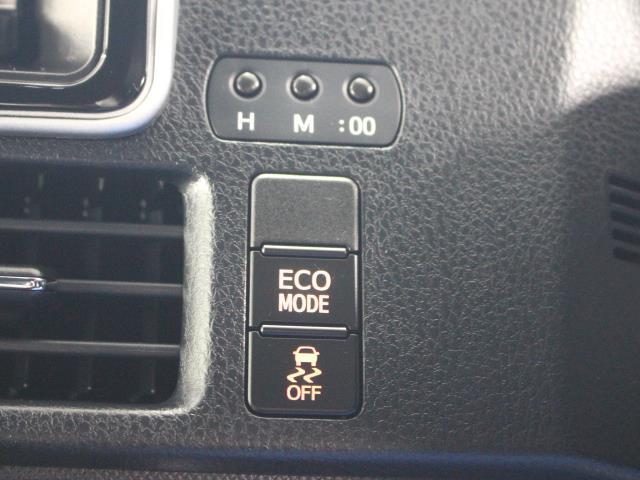 H M :00
ECO
MODE
OFF